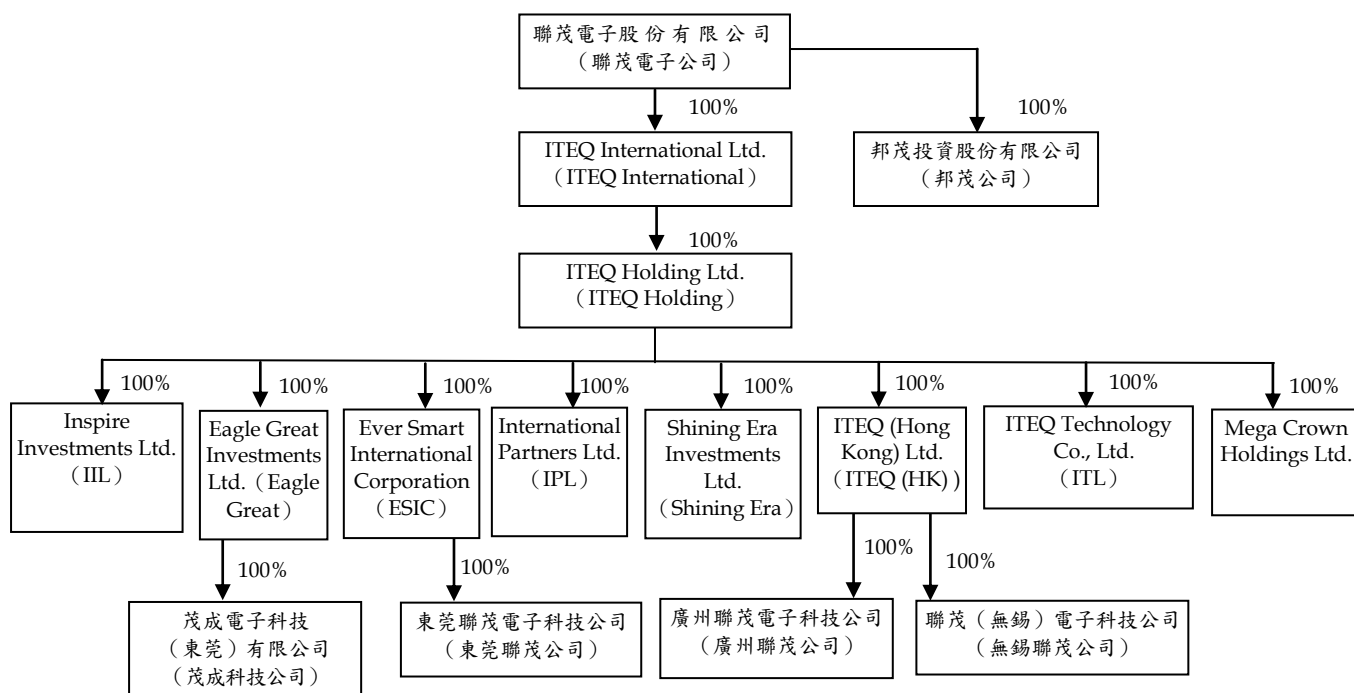 聯茂電子股份有限公司
（聯茂電子公司）
100%
100%
ITEQ International Ltd.
（ITEQ International）
邦茂投資股份有限公司
（邦茂公司）
100%
ITEQ Holding Ltd.
（ITEQ Holding）
100%
100%
100%
100%
100%
100%
100%
100%
Inspire
Investments Ltd.
（IIL）
Eagle Great
Investments
Ltd.（Eagle
Great）
Ever Smart
International
Corporation
（ESIC）
International
Partners Ltd.
（IPL）
Shining Era
Investments
Ltd.
（Shining Era）
ITEQ (Hong
Kong) Ltd.
（ITEQ (HK)）
ITEQ Technology
Co., Ltd.
（ITL）
Mega Crown
Holdings Ltd.
100%
100%
100%
100%
茂成電子科技
（東莞）有限公司
（茂成科技公司）
東莞聯茂電子科技公司
（東莞聯茂公司）
廣州聯茂電子科技公司
（廣州聯茂公司）
聯茂（無錫）電子科技公司
（無錫聯茂公司）